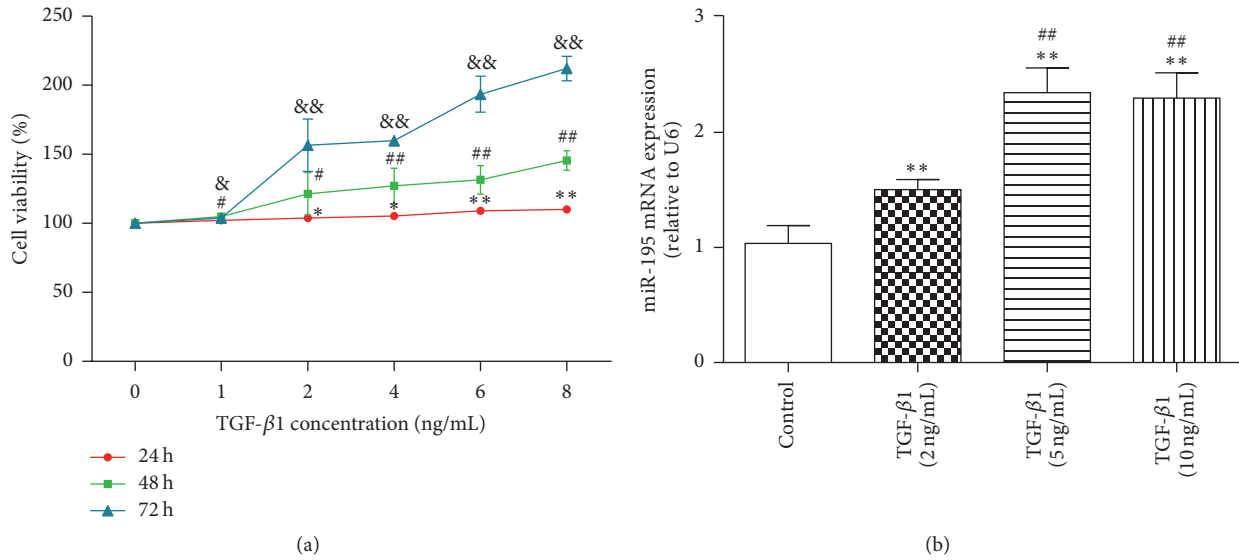 250
200
150
100
50
0
Cell viability (%)
&&
&&
&&
&&
&
#
#
##
##
##
*
*
**
**
0 1 2 4 6 8
TGF-β1 concentration (ng/mL)
24 h
48 h
72 h
(a)
3
2
1
0
miR-195 mRNA expression
(relative to U6)
**
##
**
##
**
Control
TGF-β1
(2 ng/mL)
TGF-β1
(5 ng/mL)
TGF-β1
(10 ng/mL)
(b)